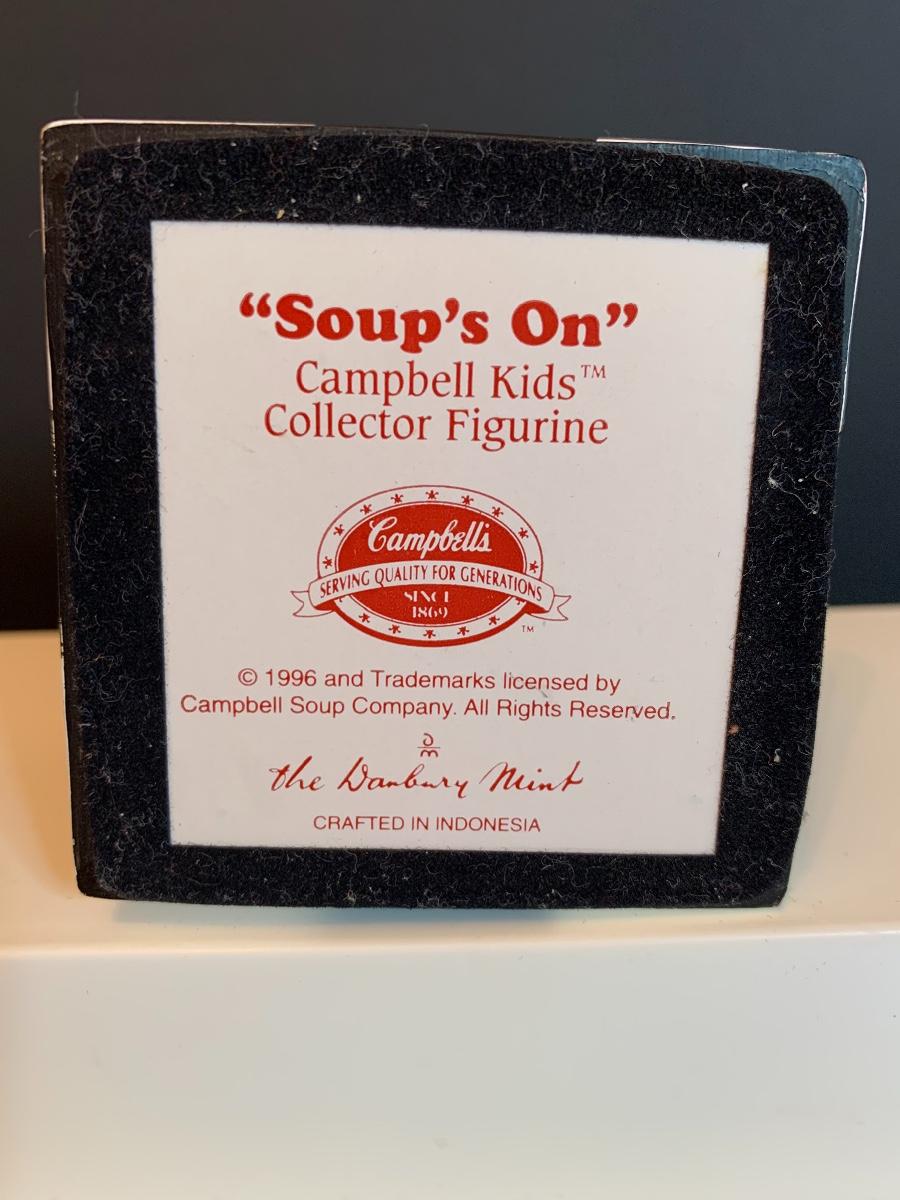 “Soup’s On”
Campbell Kids™
Collector Figurine
Campbell's
SERVING QUALITY FOR GENERATIONS
SINCE
1869
™
© 1996 and Trademarks licensed by
Campbell Soup Company. All Rights Reserved.
DM
the Danbury Mint
CRAFTED IN INDONESIA